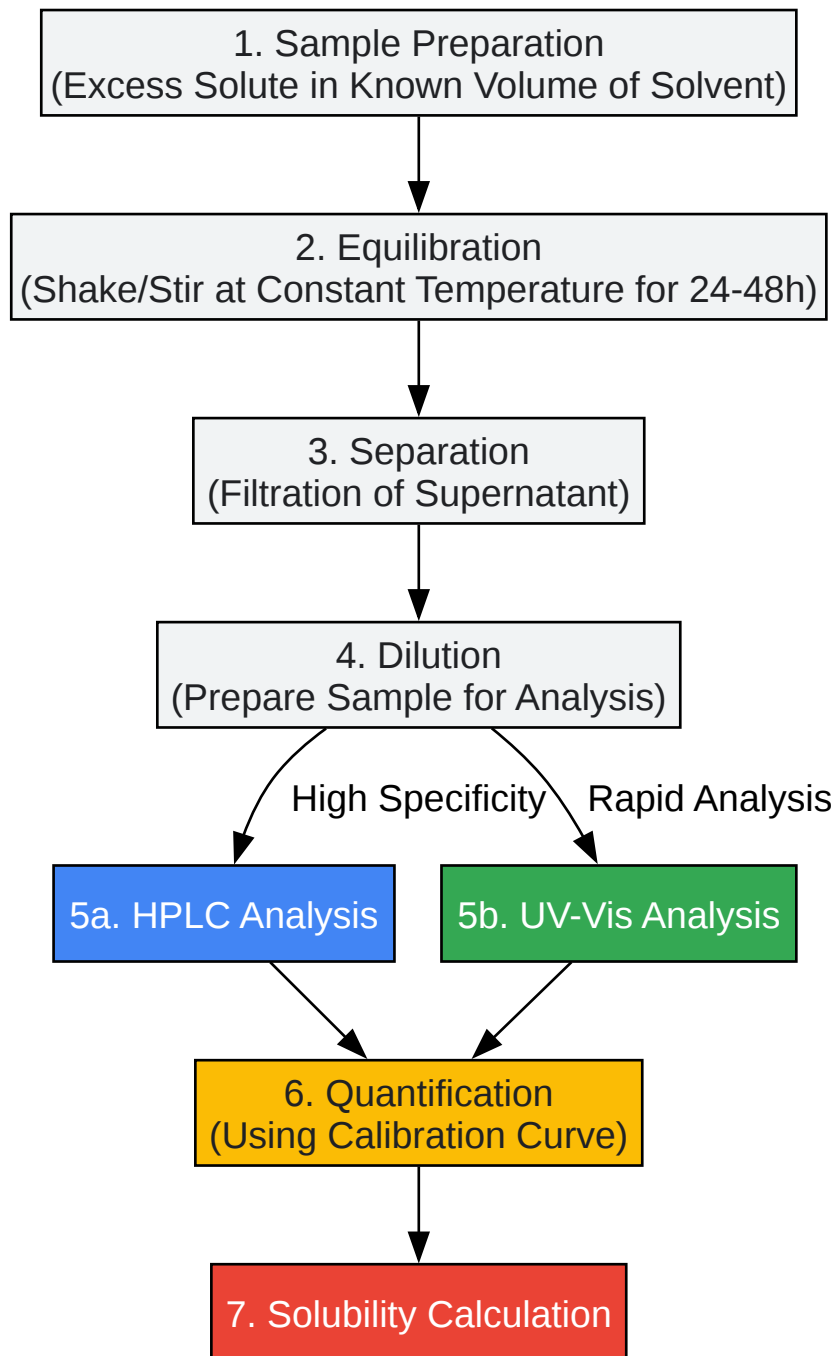 1. Sample Preparation
(Excess Solute in Known Volume of Solvent)
2. Equilibration
(Shake/Stir at Constant Temperature for 24-48h)
3. Separation
(Filtration of Supernatant)
4. Dilution
(Prepare Sample for Analysis)
High Specificity
Rapid Analysis
5a. HPLC Analysis
5b. UV-Vis Analysis
6. Quantification
(Using Calibration Curve)
7. Solubility Calculation